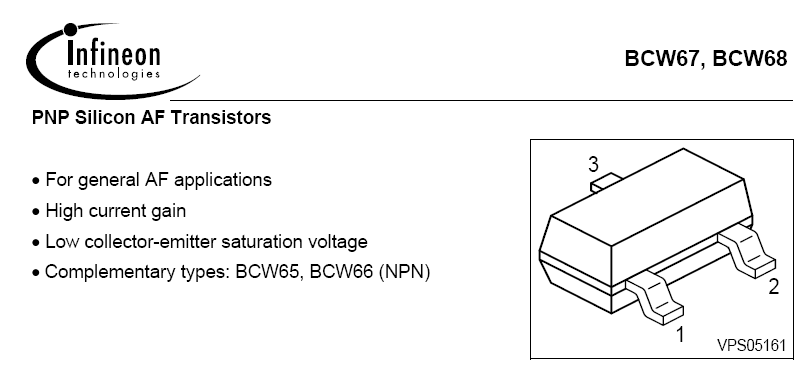 Infineon
technologies
BCW67, BCW68
PNP Silicon AF Transistors
• For general AF applications
• High current gain
• Low collector-emitter saturation voltage
• Complementary types: BCW65, BCW66 (NPN)
3
2
1
VPS05161